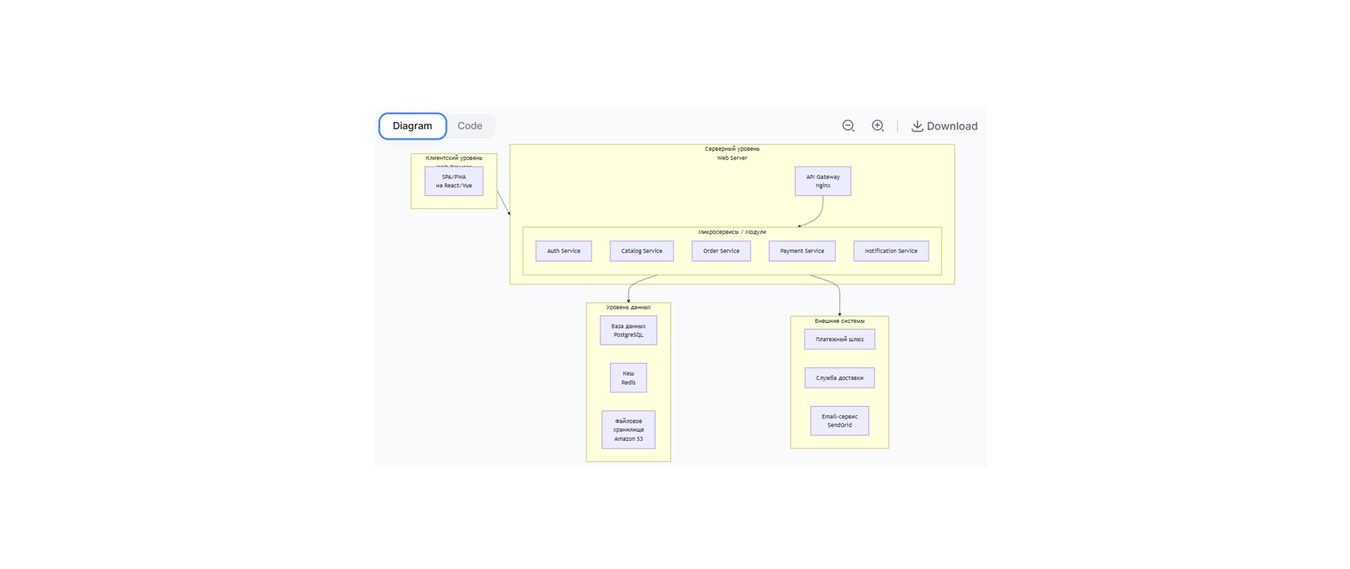 Diagram
Code
Download
Клиентский уровень
Web Browser
SPA/PWA
на React/Vue
Серверный уровень
Web Server
API Gateway
Nginx
Микросервисы / Модули
Auth Service
Catalog Service
Order Service
Payment Service
Notification Service
Уровень данных
База данных
PostgreSQL
Кеш
Redis
Файловое
хранилище
Amazon S3
Внешние системы
Платежный шлюз
Служба доставки
Email-сервис
SendGrid